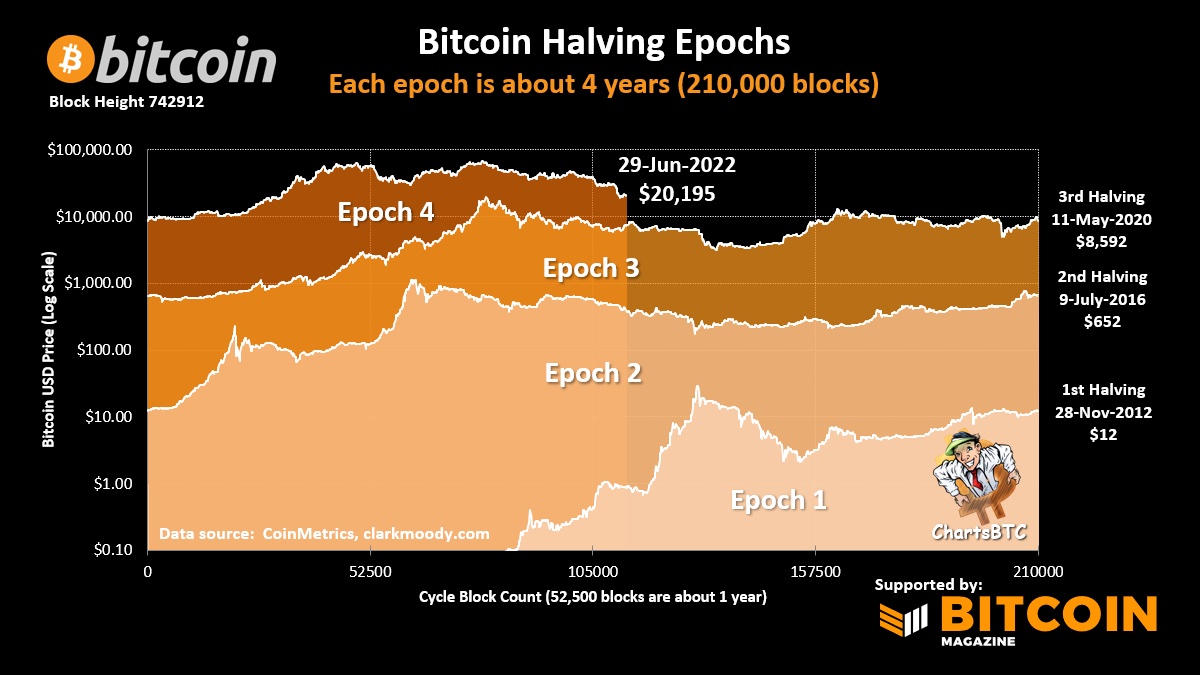 bitcoin
Block Height 742912
Bitcoin Halving Epochs
Each epoch is about 4 years (210,000 blocks)
$100,000.00
$10,000.00
$1,000.00
$100.00
$10.00
$1.00
$0.10
Bitcoin USD Price (Log Scale)
29-Jun-2022
$20,195
Epoch 4
Epoch 3
Epoch 2
Epoch 1
3rd Halving
11-May-2020
$8,592
2nd Halving
9-July-2016
$652
1st Halving
28-Nov-2012
$12
Data source:  CoinMetrics, clarkmoody.com
ChartsBTC
0
52500
105000
157500
210000
Cycle Block Count (52,500 blocks are about 1 year)
Supported by:
BITCOIN
MAGAZINE